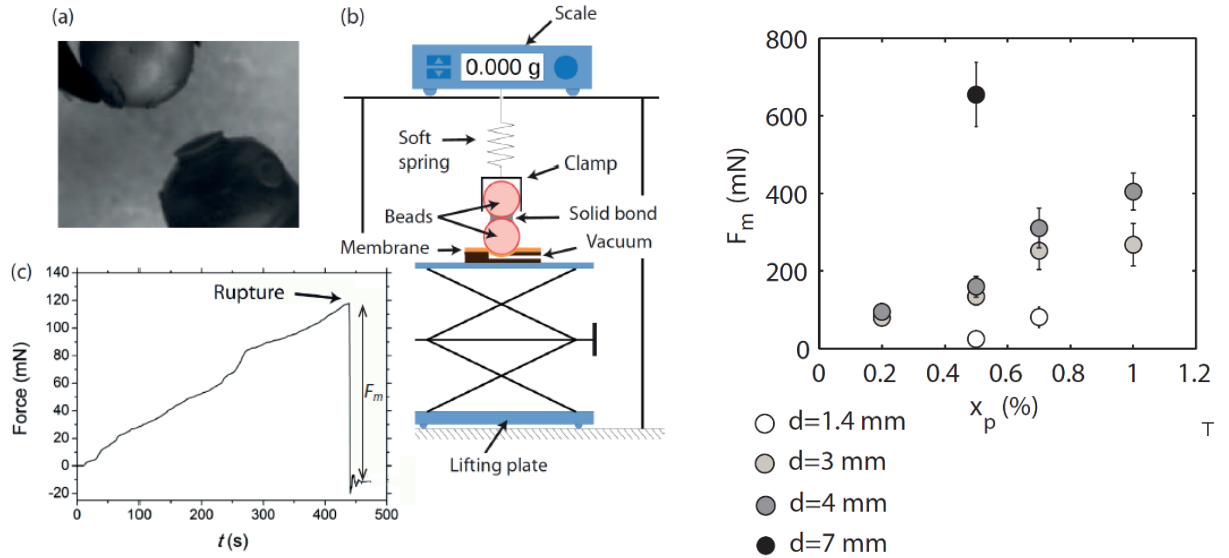 (a)
(b)
Scale
0.000 g
Soft
spring
Clamp
Beads
Solid bond
Membrane
Vacuum
Lifting plate
(c)
140
120
100
80
60
40
20
0
-20
Force (mN)
Rupture
Fm
0 100 200 300 400 500
t (s)
800
600
400
200
0
Fm (mN)
0 0.2 0.4 0.6 0.8 1 1.2
xp (%)
d=1.4 mm
d=3 mm
d=4 mm
d=7 mm